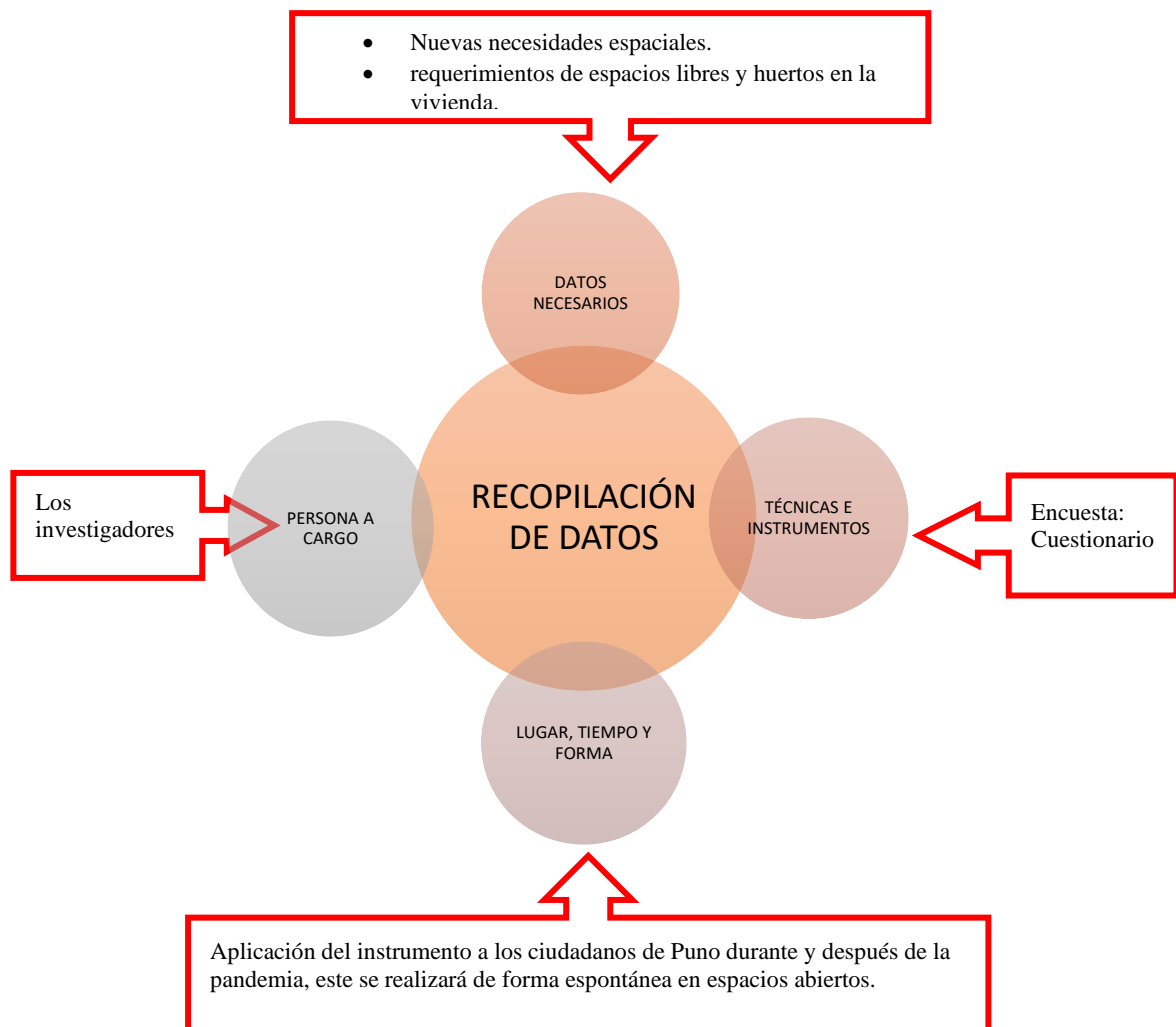 • Nuevas necesidades espaciales.
• requerimientos de espacios libres y huertos en la
vivienda.
DATOS
NECESARIOS
Los
investigadores
PERSONA A
CARGO
RECOPILACIÓN
DE DATOS
TÉCNICAS E
INSTRUMENTOS
Encuesta:
Cuestionario
LUGAR, TIEMPO Y
FORMA
Aplicación del instrumento a los ciudadanos de Puno durante y después de la
pandemia, este se realizará de forma espontánea en espacios abiertos.